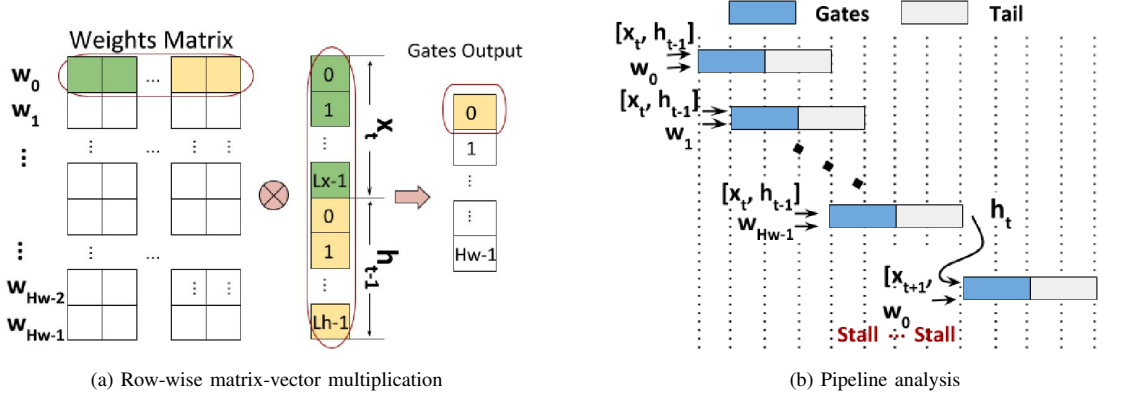 Weights Matrix
w0
w1
...
...
w Hw-2
w Hw-1
...
...
...
0
1
Lx-1
0
1
Lh-1
xt
ht-1
Gates Output
0
1
Hw-1
(a) Row-wise matrix-vector multiplication
Gates
Tail
[xt, ht-1]
w0
[xt, ht-1]
w1
[xt, ht-1]
wHw-1
ht
[xt+1,
w0
Stall ... Stall
(b) Pipeline analysis